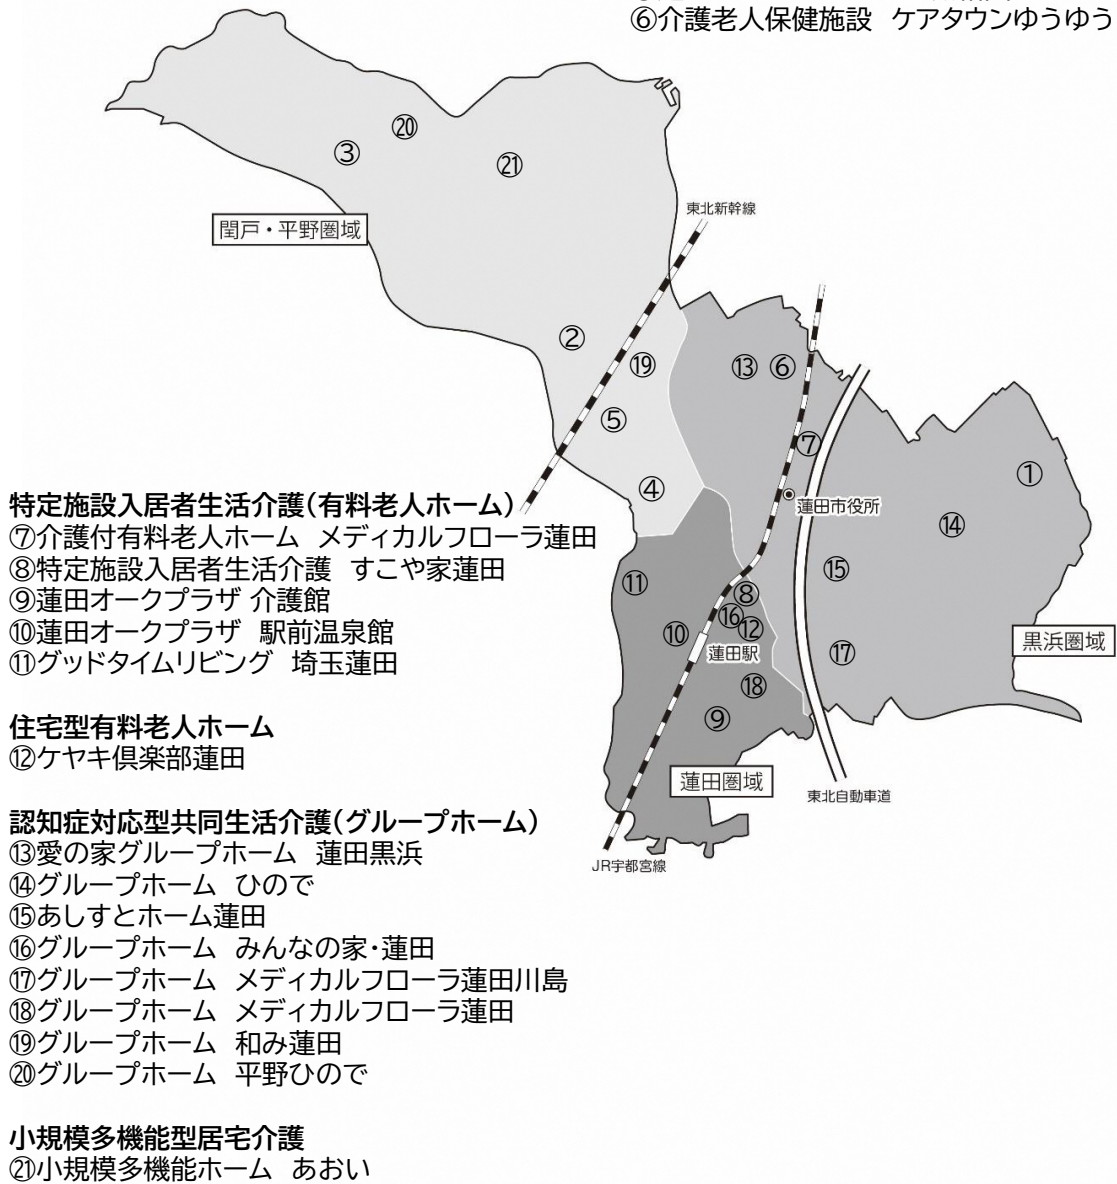 ⑥介護老人保健施設 ケアタウンゆうゆう
⑳
③
㉑
東北新幹線
閏戸・平野圏域
②
⑲
⑬
⑥
⑤
⑦
①
④
蓮田市役所
⑭
⑪
⑮
⑧
⑯
⑫
⑩
蓮田駅
⑰
黒浜圏域
⑱
⑨
蓮田圏域
東北自動車道
JR宇都宮線
特定施設入居者生活介護(有料老人ホーム)
⑦介護付有料老人ホーム メディカルフローラ蓮田
⑧特定施設入居者生活介護 すこや家蓮田
⑨蓮田オークプラザ 介護館
⑩蓮田オークプラザ 駅前温泉館
⑪グッドタイムリビング 埼玉蓮田
住宅型有料老人ホーム
⑫ケヤキ倶楽部蓮田
認知症対応型共同生活介護(グループホーム)
⑬愛の家グループホーム 蓮田黒浜
⑭グループホーム ひので
⑮あしすとホーム蓮田
⑯グループホーム みんなの家・蓮田
⑰グループホーム メディカルフローラ蓮田川島
⑱グループホーム メディカルフローラ蓮田
⑲グループホーム 和み蓮田
⑳グループホーム 平野ひので
小規模多機能型居宅介護
㉑小規模多機能ホーム あおい